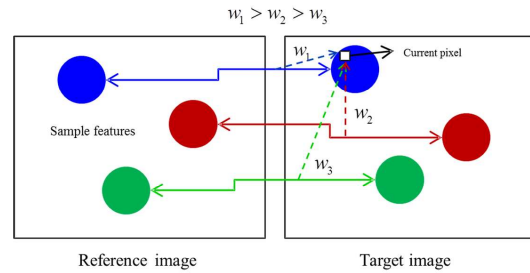 w₁ > w₂ > w₃
w₁
Current pixel
Sample features
w₂
w₃
Reference image
Target image